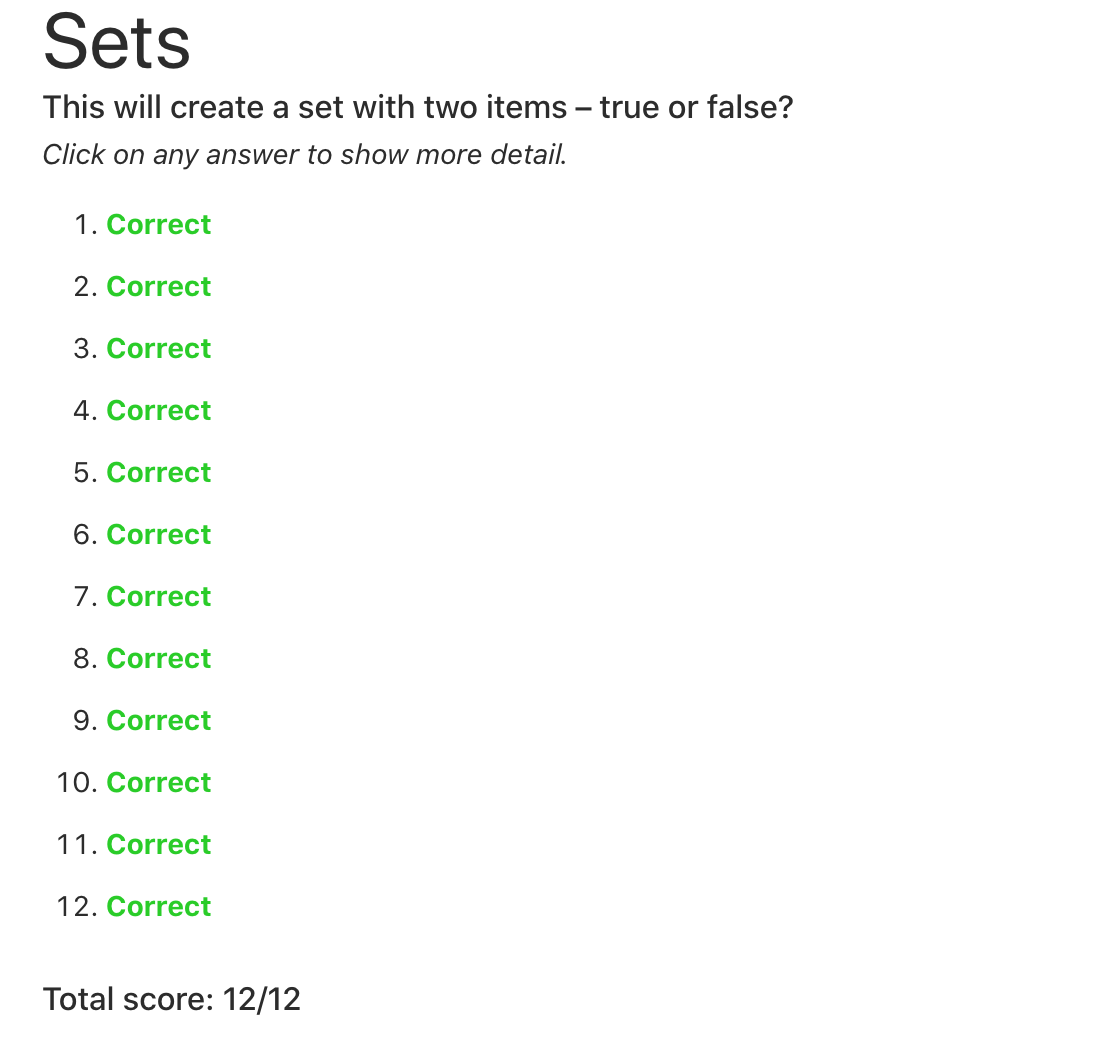 Sets
This will create a set with two items – true or false?
Click on any answer to show more detail.
1. Correct
2. Correct
3. Correct
4. Correct
5. Correct
6. Correct
7. Correct
8. Correct
9. Correct
10. Correct
11. Correct
12. Correct
Total score: 12/12